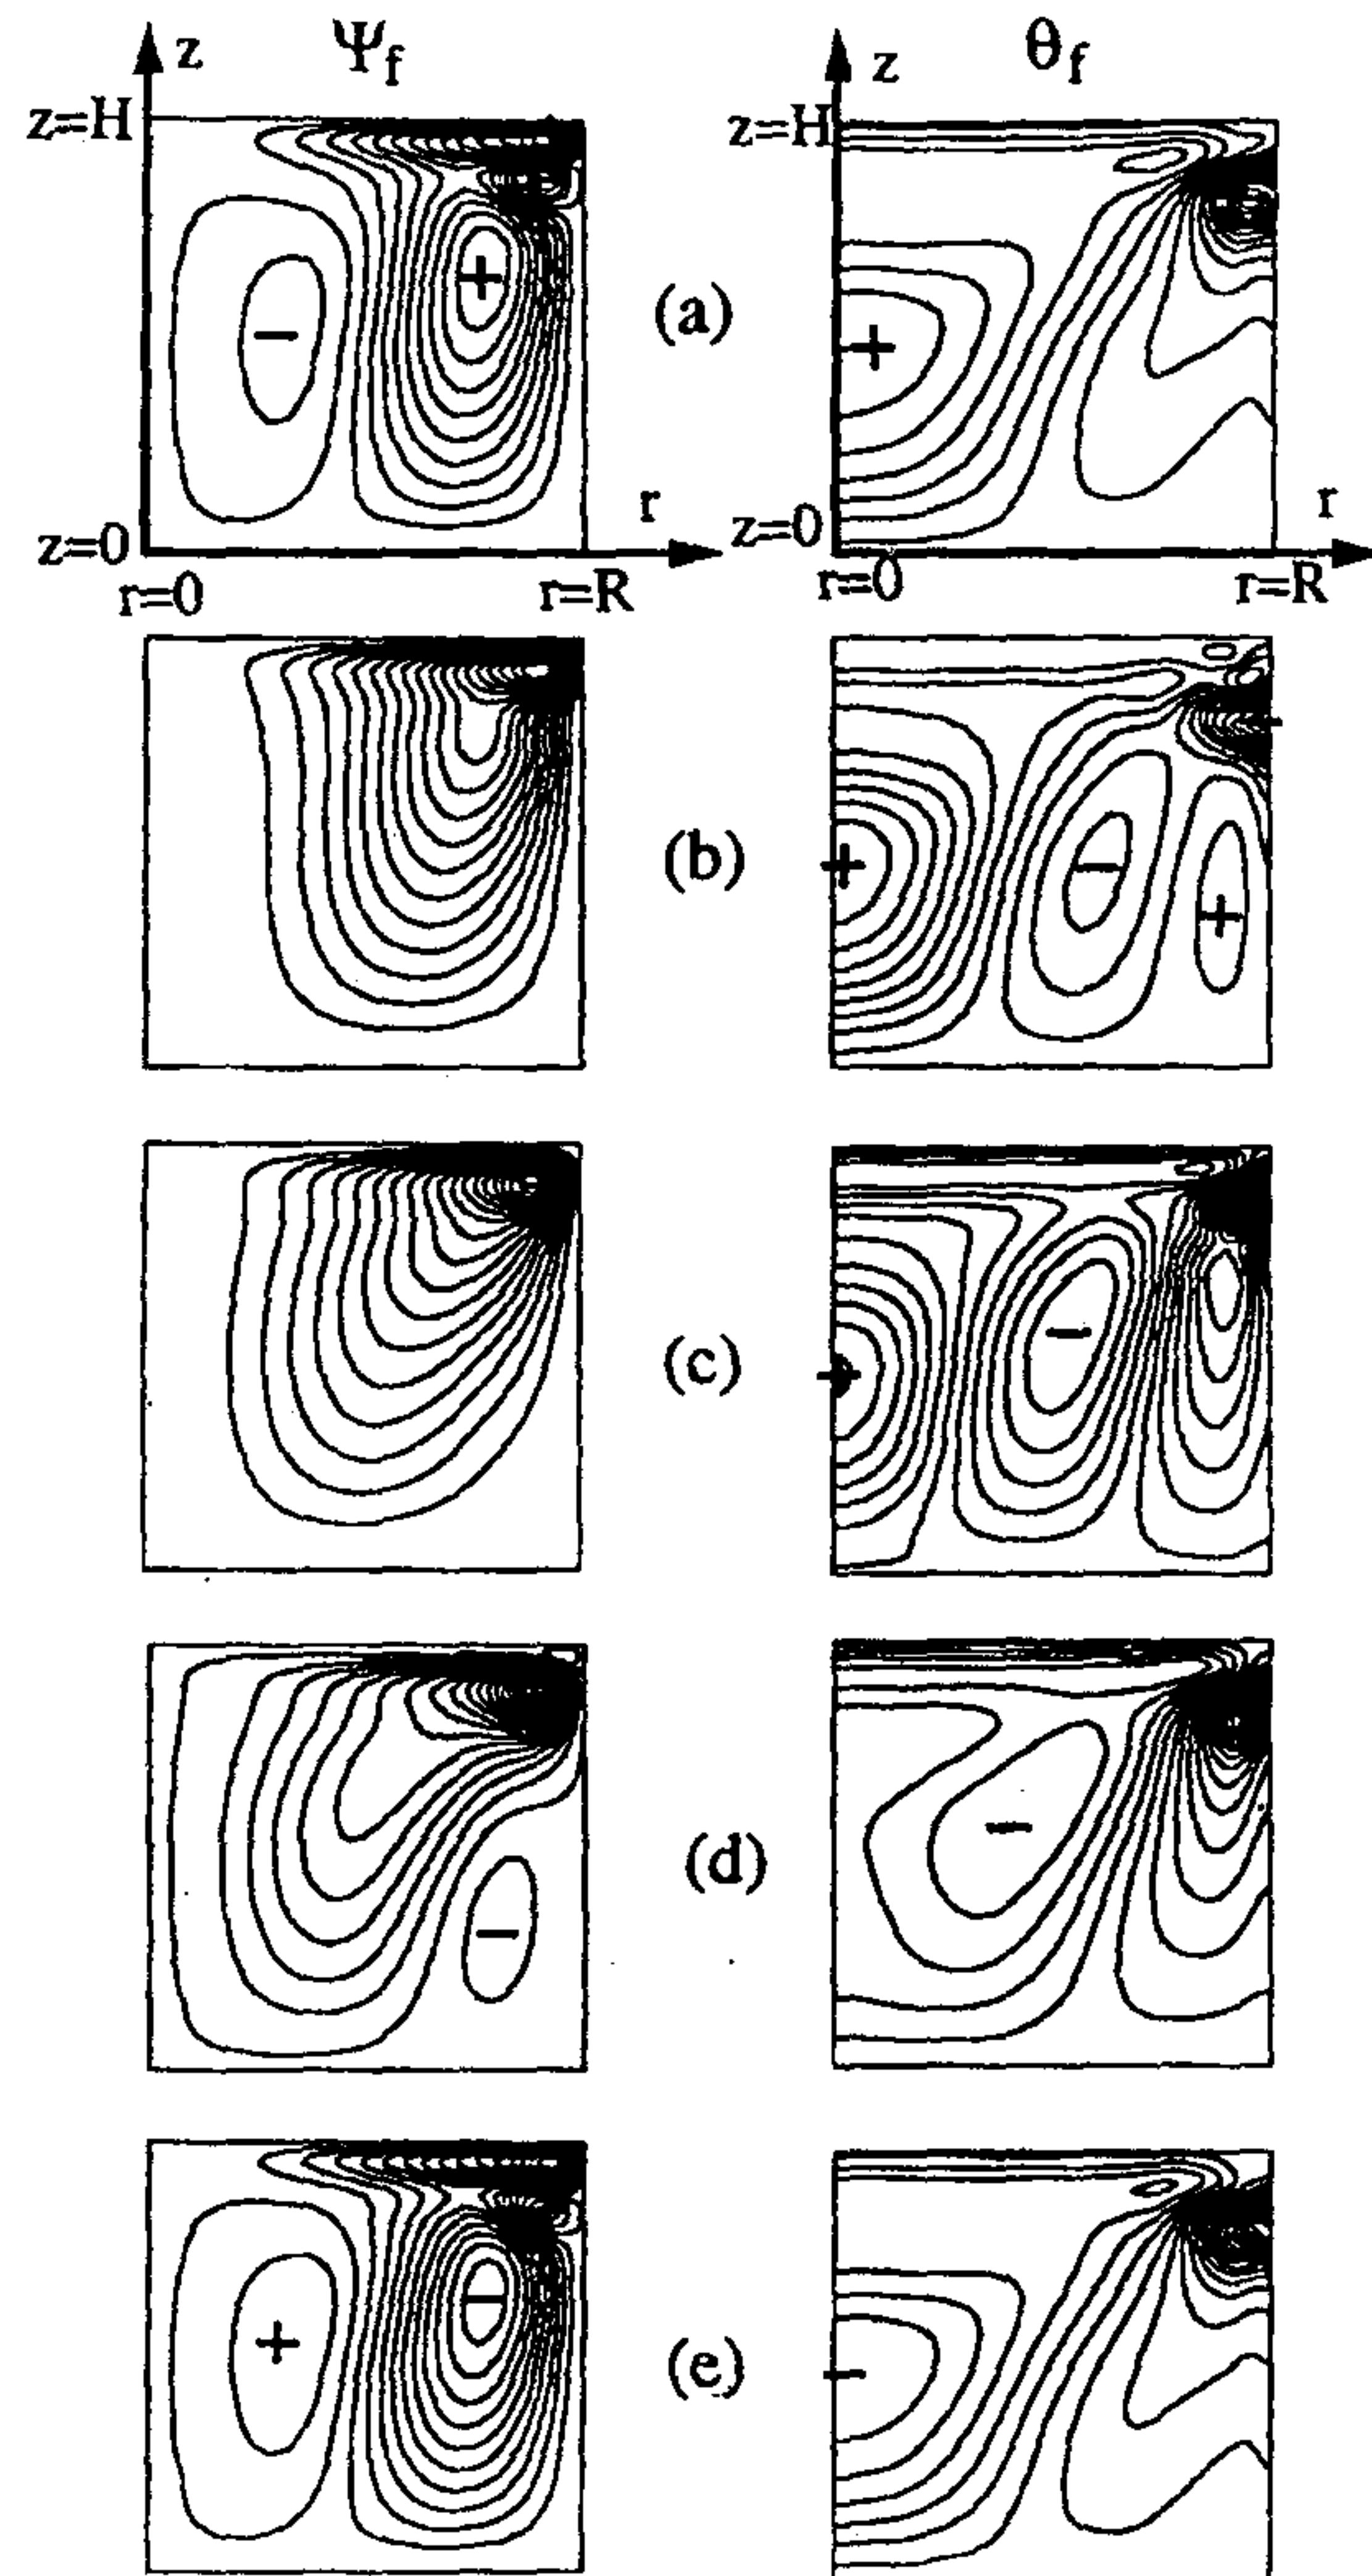 z Ψf z θf
z=H z=H
− + (a) +
z=0 r z=0 r
r=0 r=R r=0 r=R
(b) + − +
(c) + − 
− (d) −
+ − (e) −